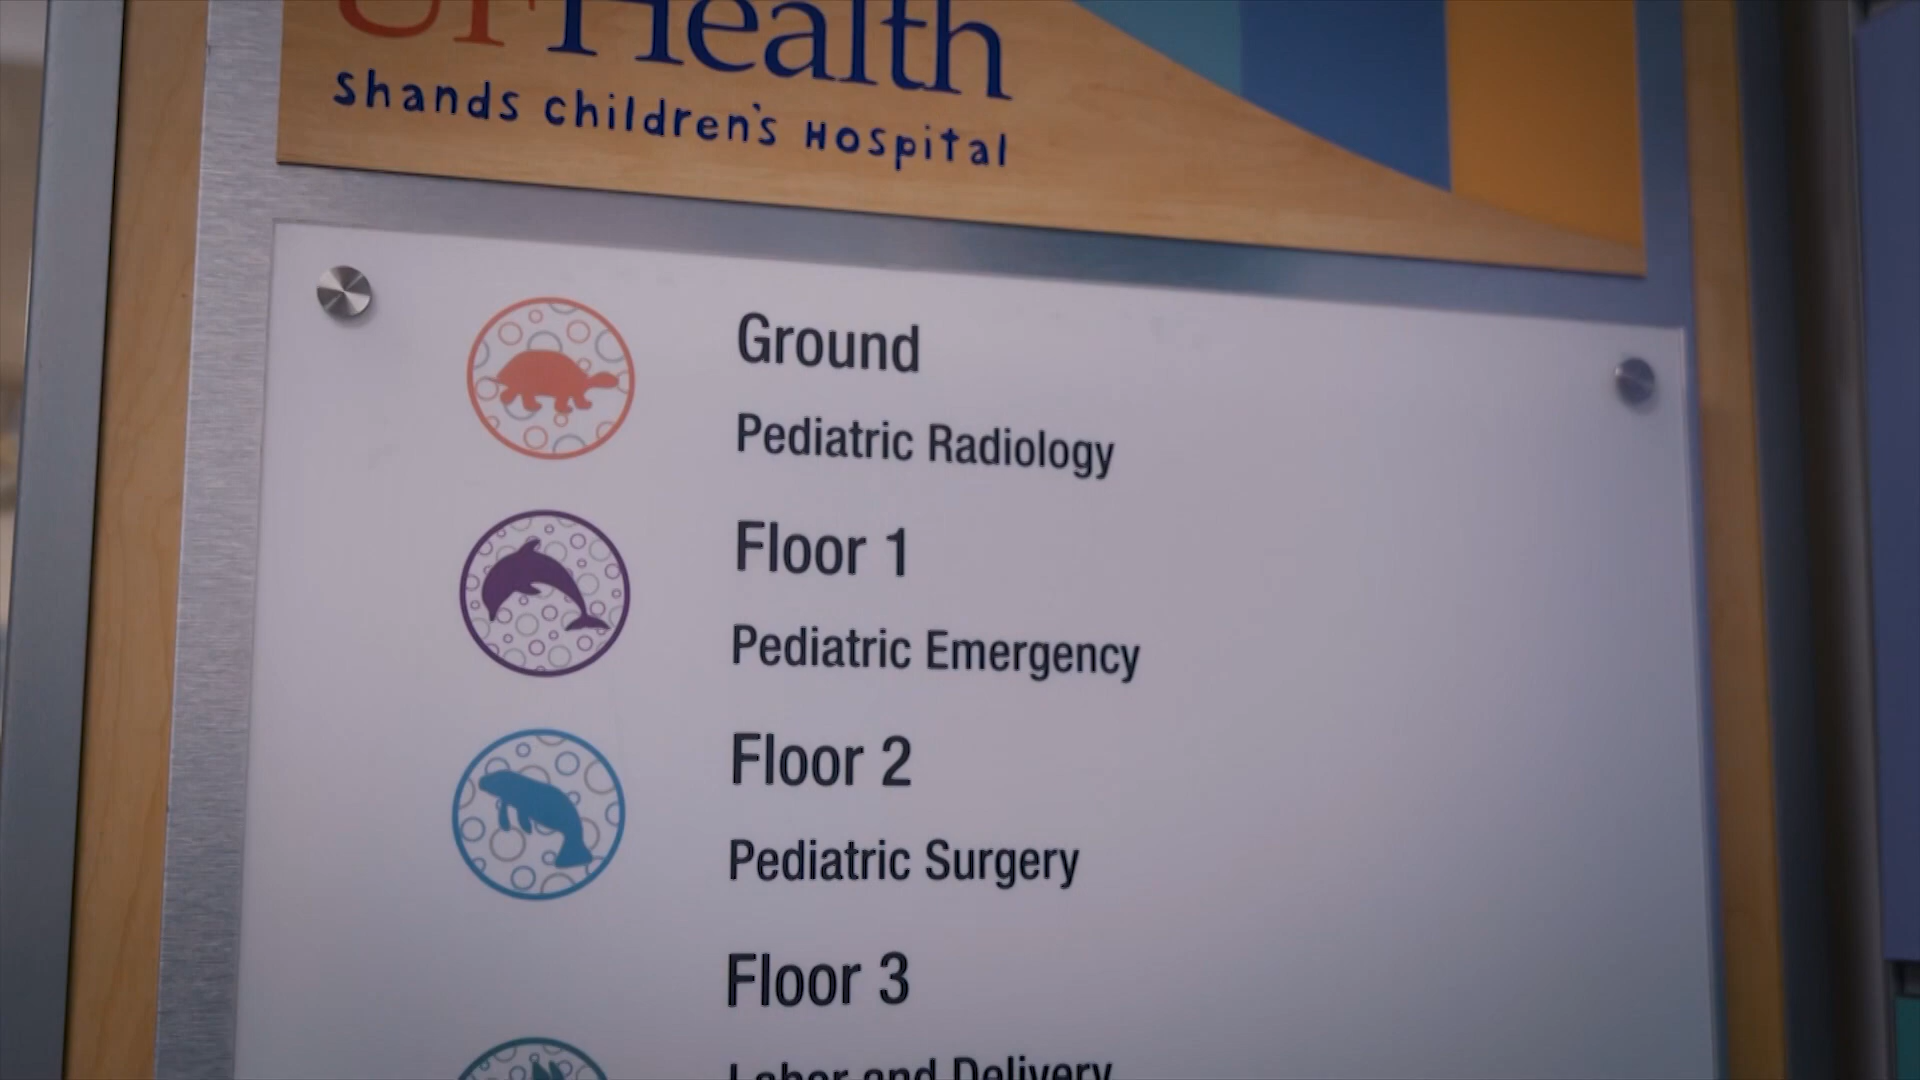 UFHealth
Shands Children's Hospital
Ground
Pediatric Radiology
Floor 1
Pediatric Emergency
Floor 2
Pediatric Surgery
Floor 3
Labor and Delivery